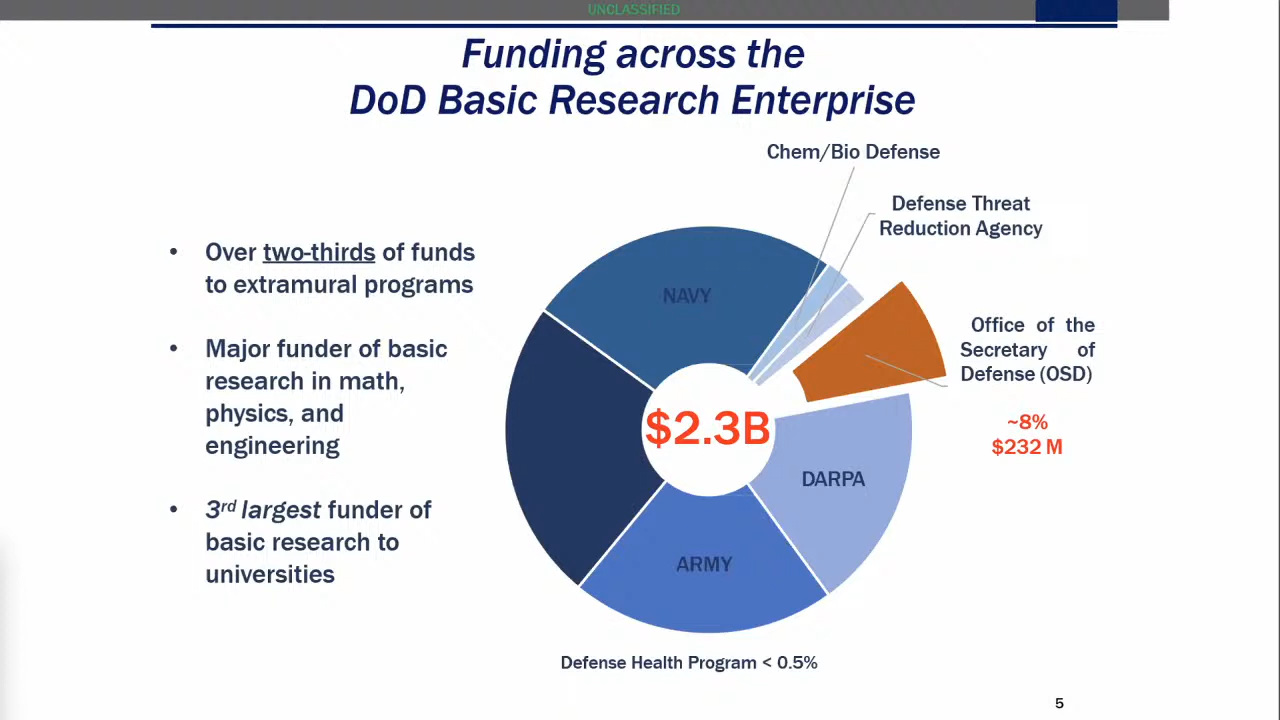 UNCLASSIFIED
Funding across the
DoD Basic Research Enterprise
Chem/Bio Defense
Defense Threat
Reduction Agency
• Over two-thirds of funds
to extramural programs
• Major funder of basic
research in math,
physics, and
engineering
• 3rd largest funder of
basic research to
universities
NAVY
$2.3B
DARPA
ARMY
Office of the
Secretary of
Defense (OSD)
~8%
$232 M
Defense Health Program < 0.5%
5